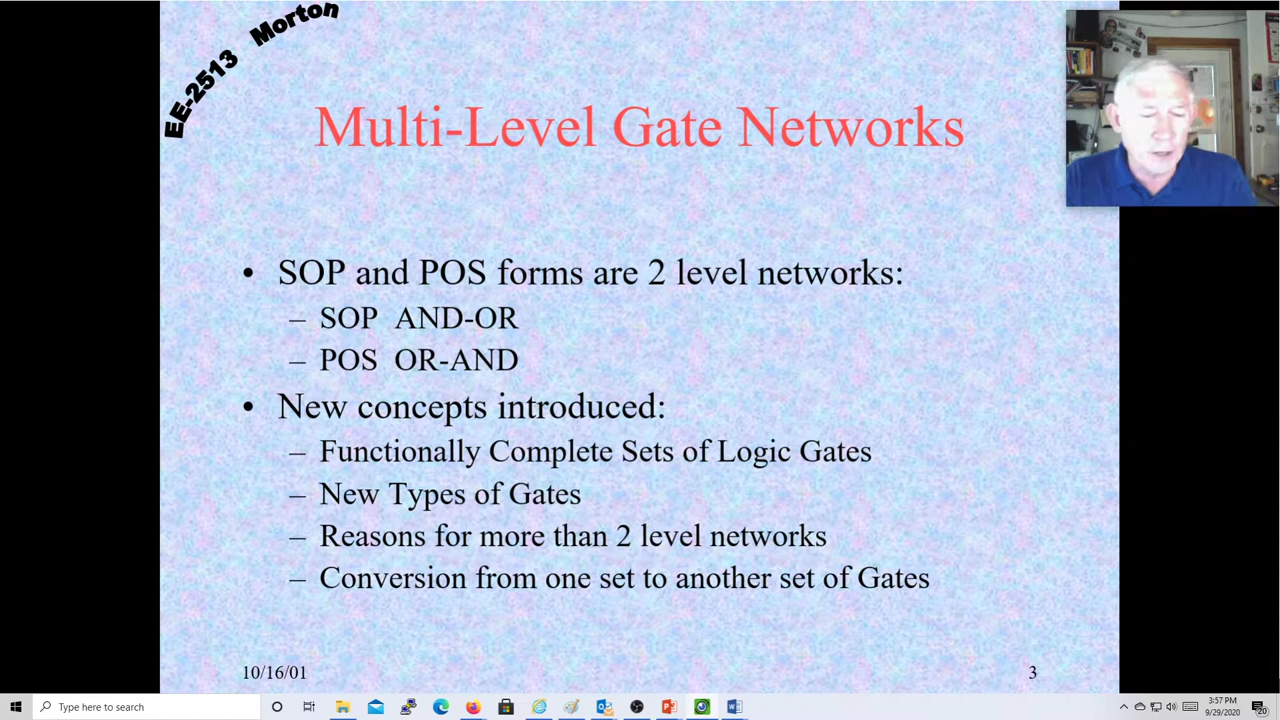 EE-2513 Morton
Multi-Level Gate Networks
• SOP and POS forms are 2 level networks:
– SOP AND-OR
– POS OR-AND
• New concepts introduced:
– Functionally Complete Sets of Logic Gates
– New Types of Gates
– Reasons for more than 2 level networks
– Conversion from one set to another set of Gates
10/16/01
3
Type here to search
3:57 PM
9/29/2020
20